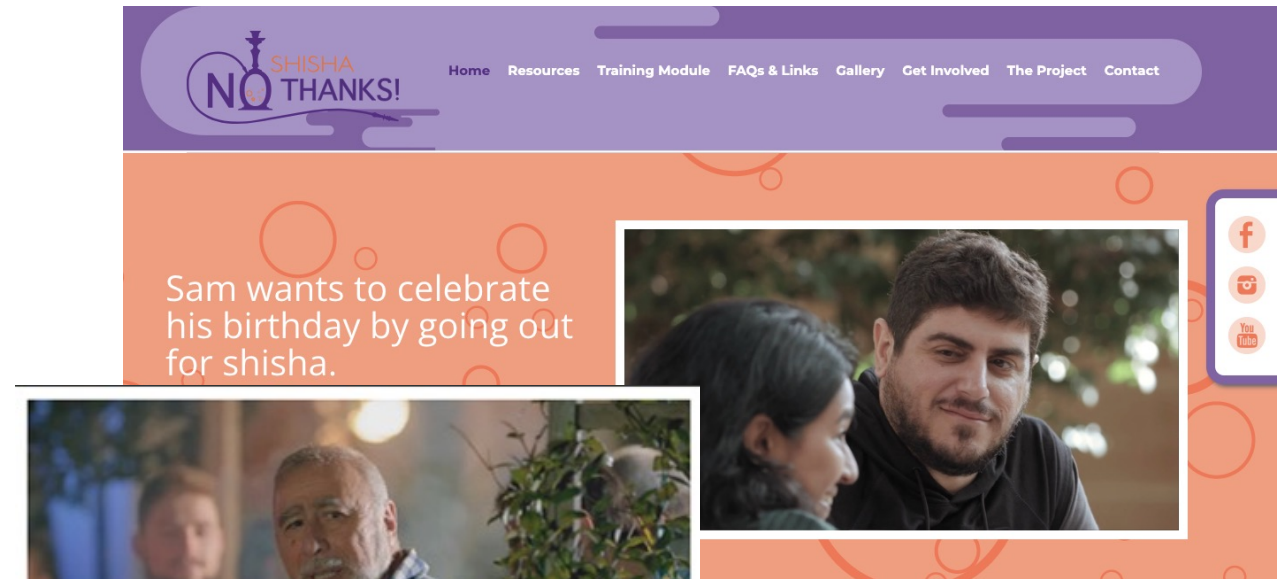 SHISHA
NO THANKS!
Home Resources Training Module FAQs & Links Gallery Get Involved The Project Contact
Sam wants to celebrate
his birthday by going out
for shisha.
f
You
Tube